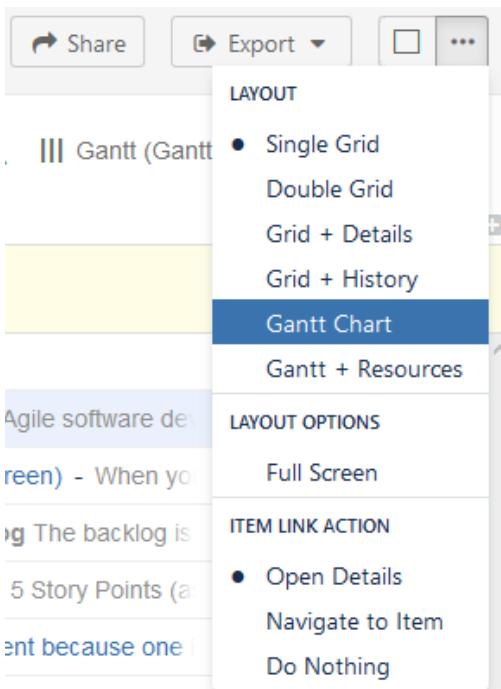 Share
Export
LAYOUT
Gantt (Gantt
Single Grid
Double Grid
Grid + Details
Grid + History
Gantt Chart
Gantt + Resources
Agile software de
LAYOUT OPTIONS
reen) - When yo
Full Screen
og The backlog is
ITEM LINK ACTION
5 Story Points (a
Open Details
Navigate to Item
ent because one
Do Nothing